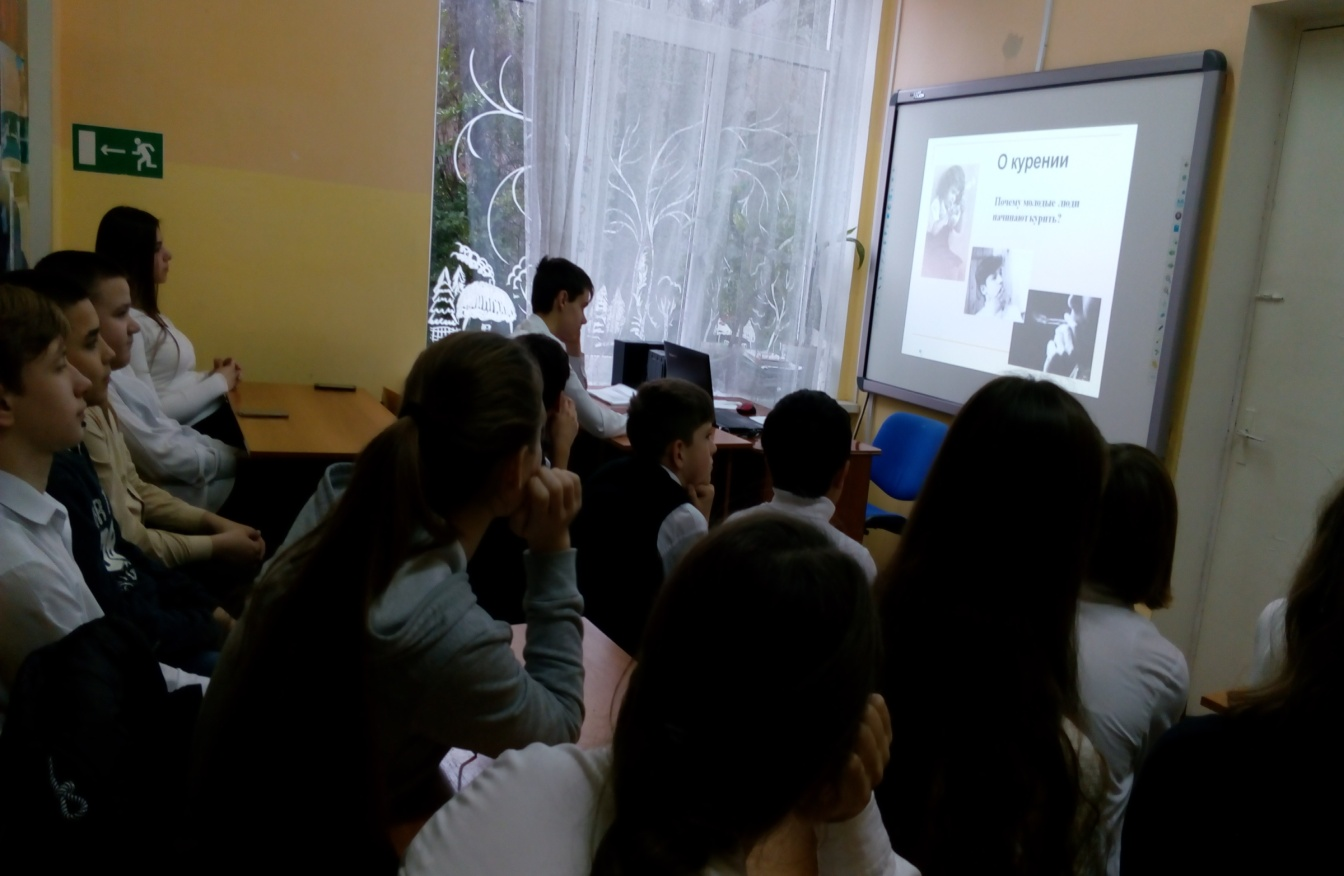 О курении
Почему молодые люди
начинают курить?